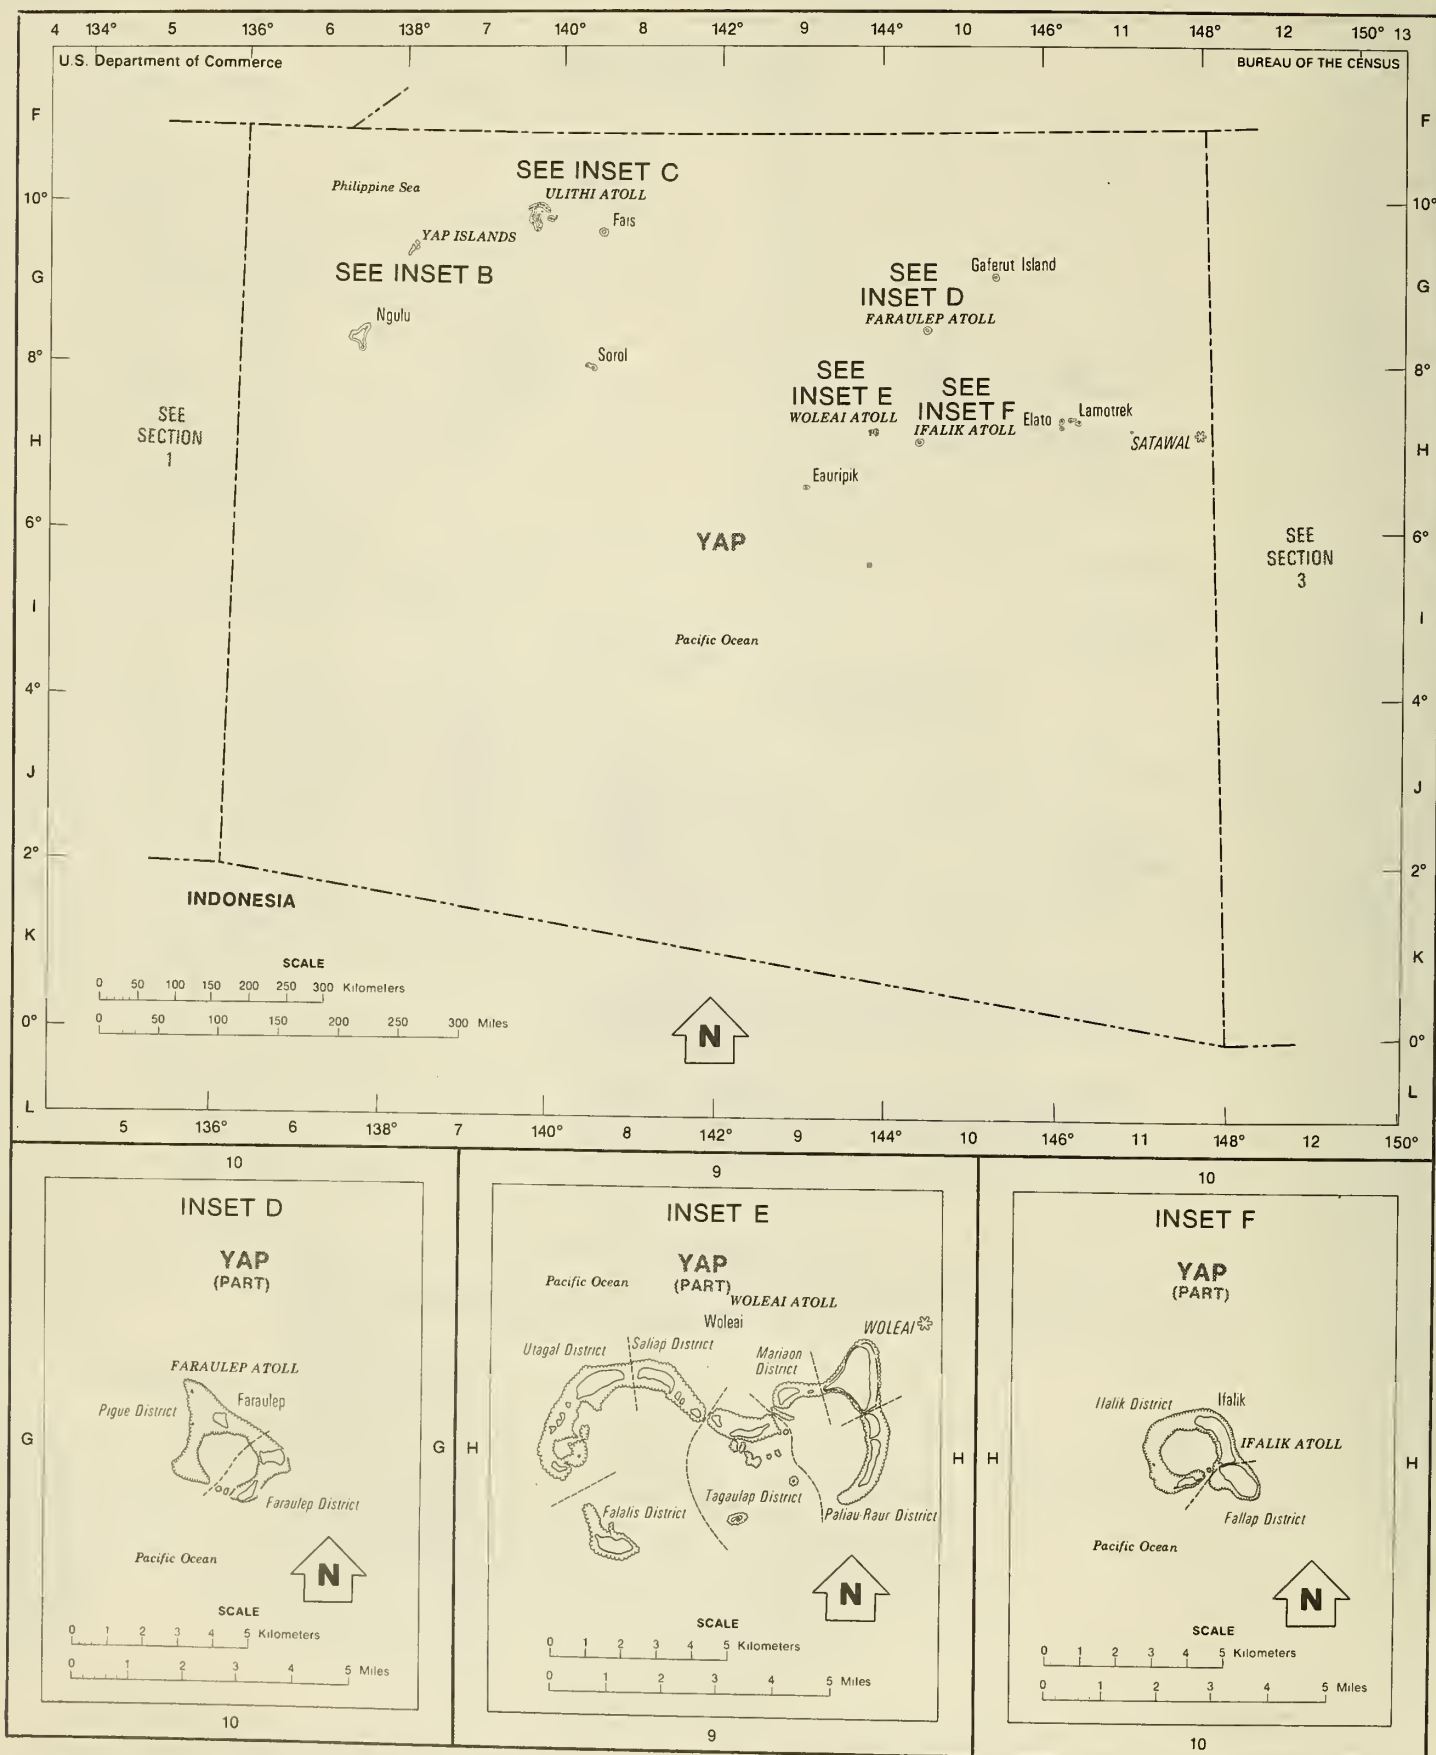 4 134° 5 136° 6 138° 7 140° 8 144° 9 10 146° 11 148° 12 150° 13
U.S. Department of Commerce
BUREAU OF THE CENSUS
F
F
SEE INSET C
ULITHI ATOLL
Philippine Sea
10°
10°
Fais
YAP ISLANDS
SEE INSET B
G
G
Gaferut Island
SEE
INSET D
FARAULEP ATOLL
Ngulu
8°
8°
Sorol
SEE
INSET E
WOLEAI ATOLL
SEE
INSET F
IFALIK ATOLL
Elato
Lamotrek
SATAWAL
SEE
SECTION
1
H
H
Eauripik
6°
6°
YAP
SEE
SECTION
3
I
I
Pacific Ocean
4°
4°
J
J
2°
2°
INDONESIA
K
K
SCALE
0 50 100 150 200 250 300 Kilometers
0 50 100 150 200 250 300 Miles
0°
0°
N
L
L
5 136° 6 138° 7 140° 8 142° 9 144° 10 146° 11 148° 12 150°
10
INSET D
YAP
(PART)
FARAULEP ATOLL
Faraulep
Pigue District
G
G
Faraulep District
N
Pacific Ocean
SCALE
0 1 2 3 4 5 Kilometers
0 1 2 3 4 5 Miles
10
9
INSET E
YAP
(PART)
Pacific Ocean
WOLEAI ATOLL
Woleai
WOLEAI
Utagal District
Saliap District
Mariaon
District
H
H
Falalis District
Tagaulap District
Paliau-Raur District
N
SCALE
0 1 2 3 4 5 Kilometers
0 1 2 3 4 5 Miles
9
10
INSET F
YAP
(PART)
Ifalik District
Ifalik
IFALIK ATOLL
H
H
Fallap District
Pacific Ocean
N
SCALE
0 1 2 3 4 5 Kilometers
0 1 2 3 4 5 Miles
10